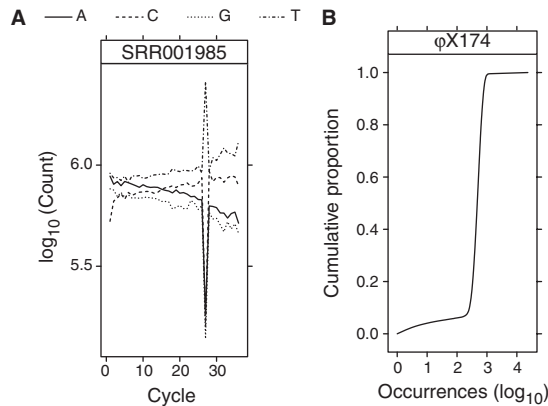 A
A C G T
SRR001985
log10 (Count)
6.0
5.5
0 10 20 30
Cycle
B
φX174
Cumulative proportion
1.0
0.8
0.6
0.4
0.2
0.0
0 1 2 3 4
Occurrences (log10)